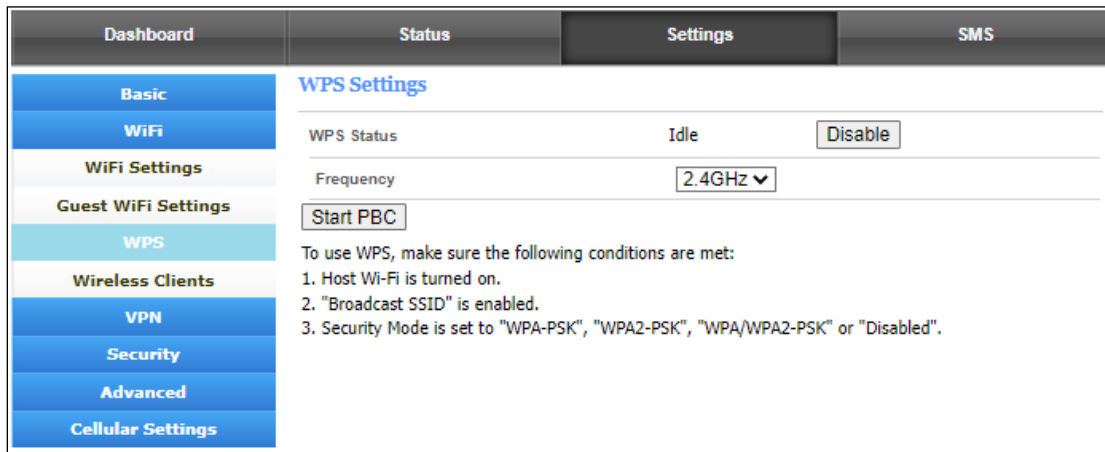 Dashboard Status Settings SMS
Basic
WiFi
WiFi Settings
Guest WiFi Settings
WPS
Wireless Clients
VPN
Security
Advanced
Cellular Settings
WPS Settings
WPS Status Idle Disable
Frequency 2.4GHz
Start PBC
To use WPS, make sure the following conditions are met:
1. Host Wi-Fi is turned on.
2. "Broadcast SSID" is enabled.
3. Security Mode is set to "WPA-PSK", "WPA2-PSK", "WPA/WPA2-PSK" or "Disabled".